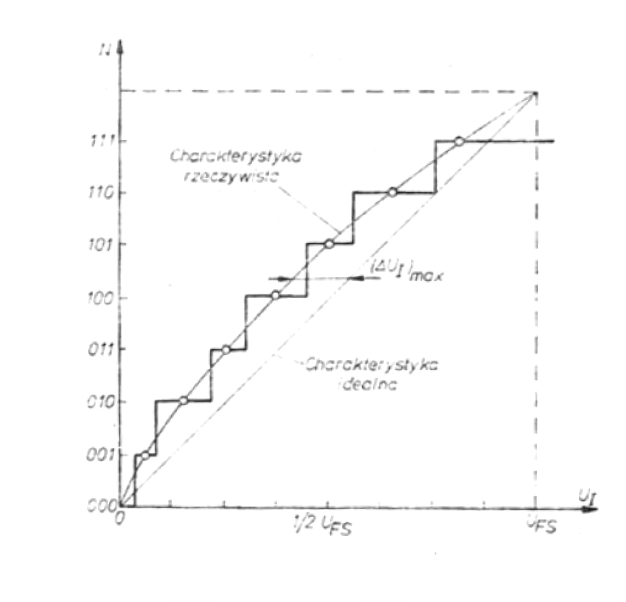 N
111
Charakterystyka
rzeczywista
110
101
(ΔU_I)max
100
011
Charakterystyka
idealna
010
001
000
0
1/2 U_FS
U_FS
U_I